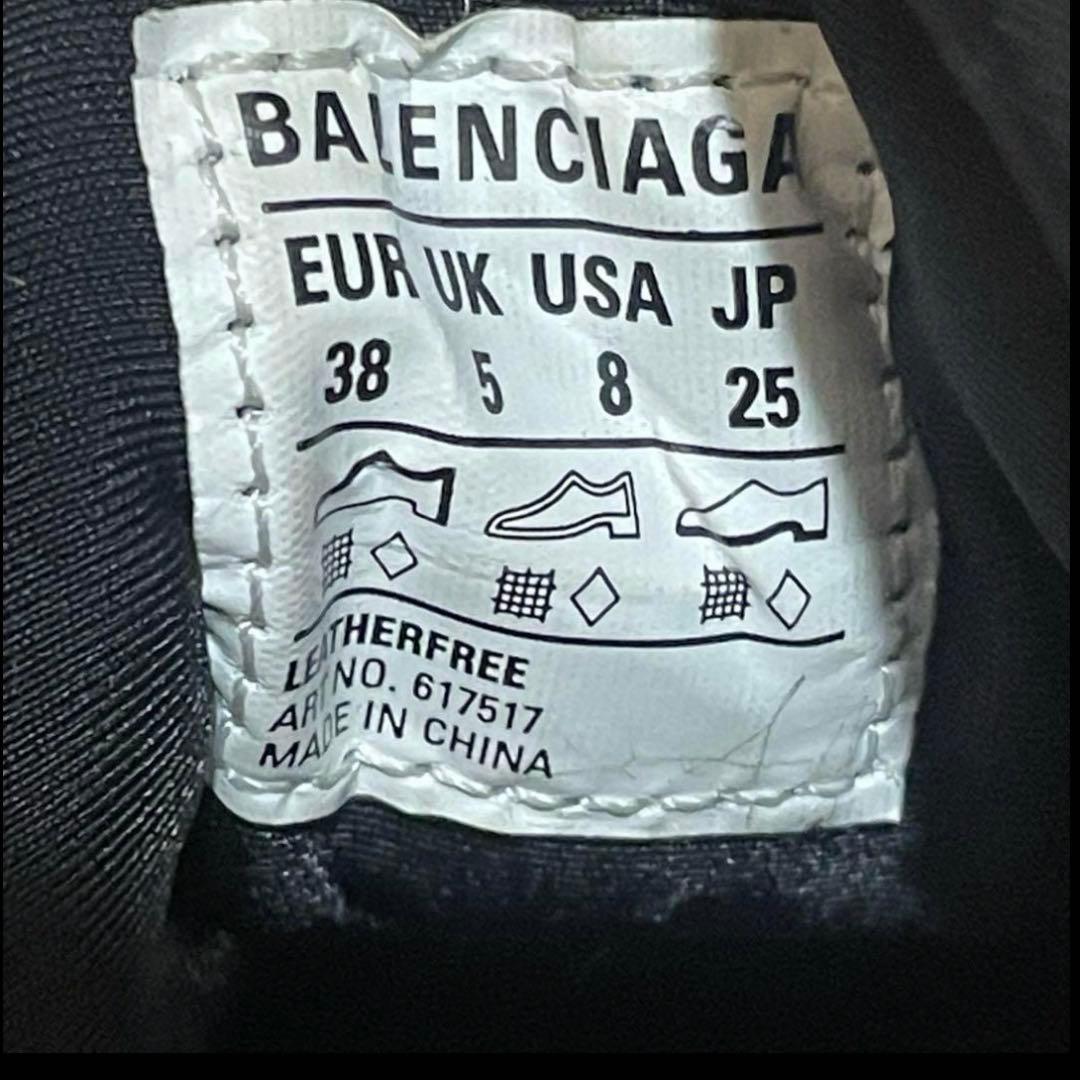 BALENCIAGA
EUR UK USA JP
38 5 8 25
LEATHERFREE
ART NO. 617517
MADE IN CHINA